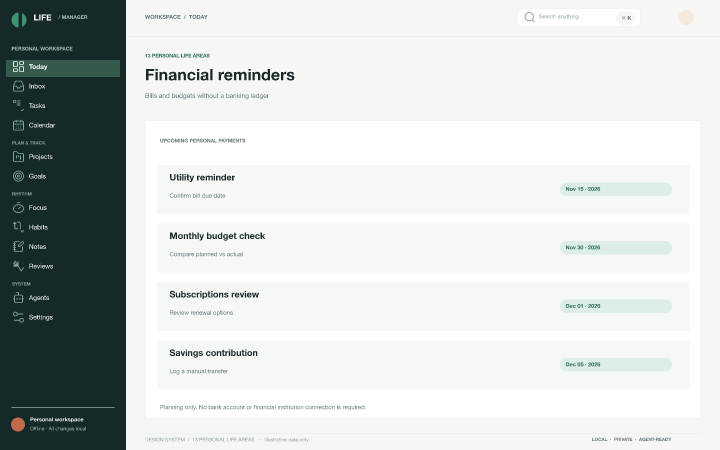 LIFE / MANAGER
PERSONAL WORKSPACE
Today
Inbox
Tasks
Calendar
PLAN & TRACK
Projects
Goals
RHYTHM
Focus
Habits
Notes
Reviews
SYSTEM
Agents
Settings
Personal workspace
Offline · All changes local
WORKSPACE / TODAY
Search anything...
⌘ K
13 PERSONAL LIFE AREAS
Financial reminders
Bills and budgets without a banking ledger
UPCOMING PERSONAL PAYMENTS
Utility reminder
Confirm bill due date
Nov 15 · 2026
Monthly budget check
Compare planned vs actual
Nov 30 · 2026
Subscriptions review
Review renewal options
Dec 01 · 2026
Savings contribution
Log a manual transfer
Dec 05 · 2026
Planning only. No bank account or financial institution connection is required.
DESIGN SYSTEM / 13 PERSONAL LIFE AREAS · Illustrative data only
LOCAL • PRIVATE • AGENT-READY